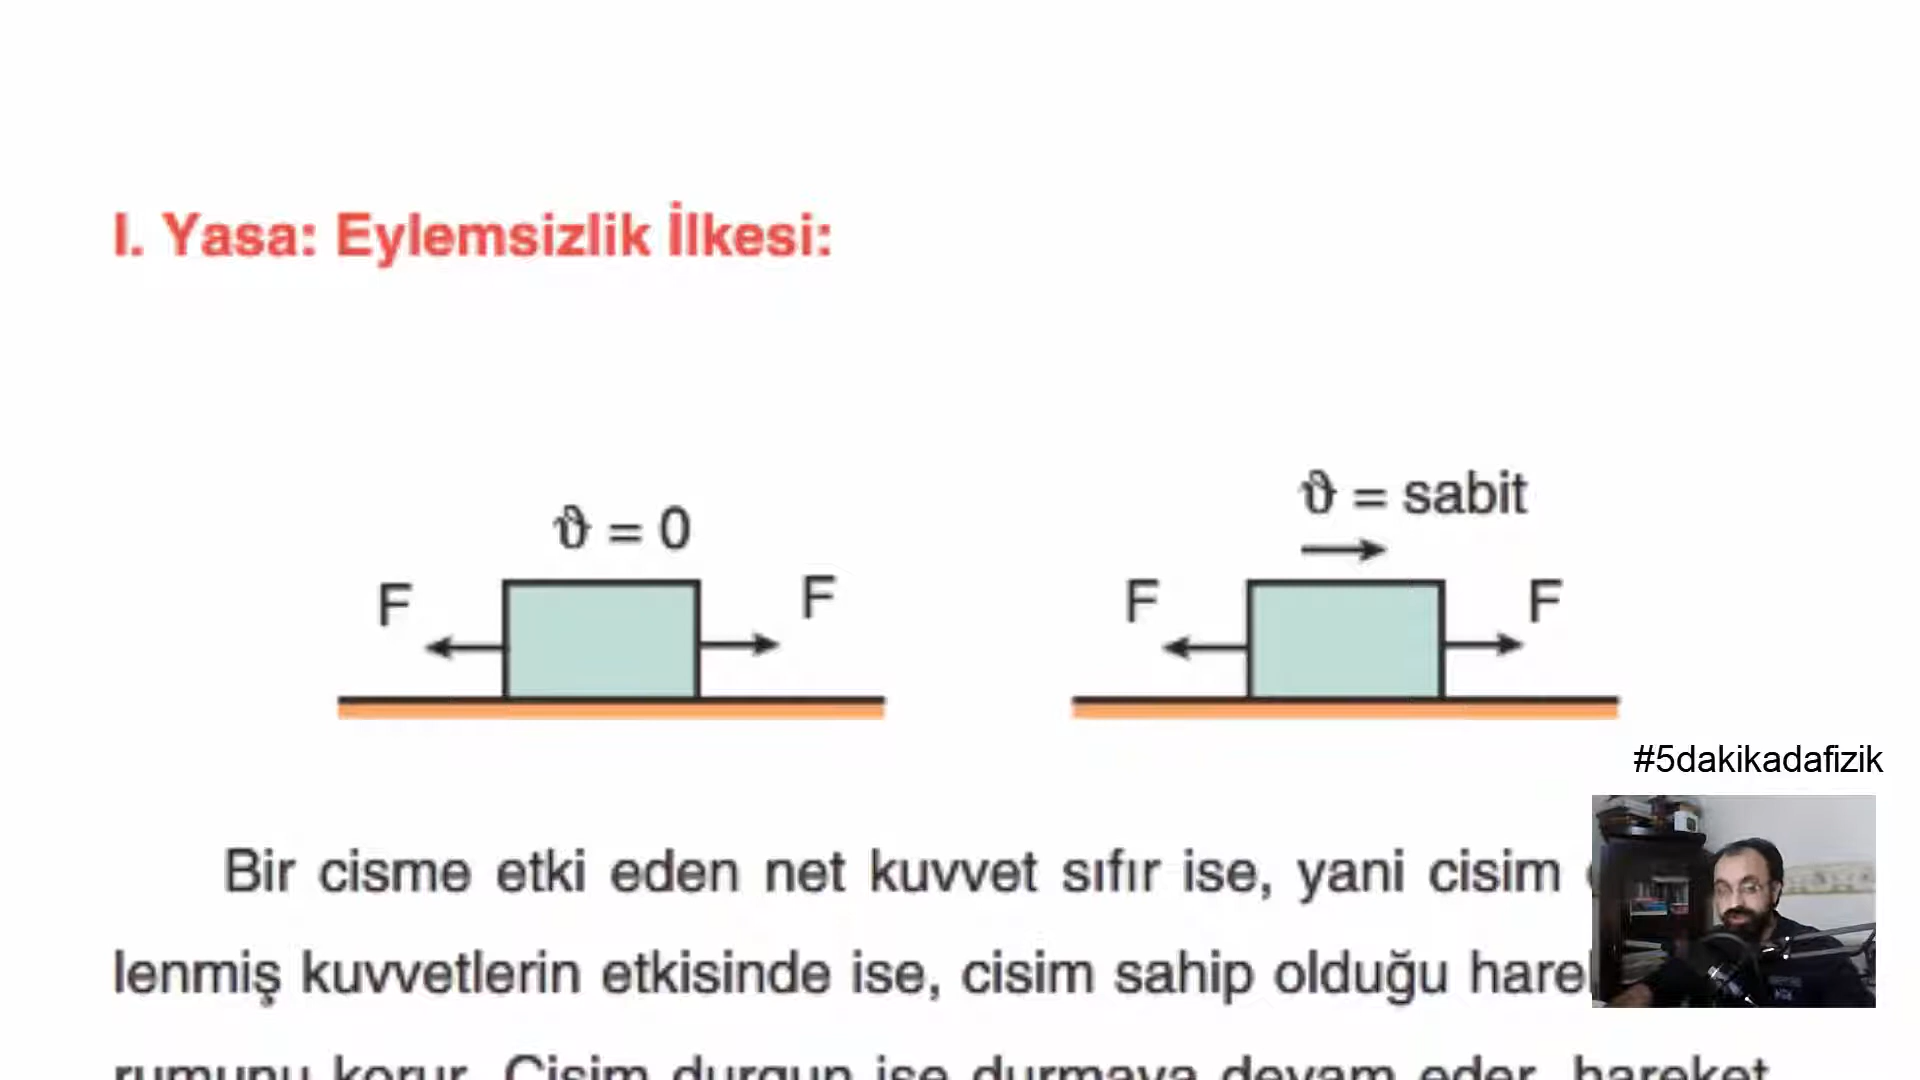 I. Yasa: Eylemsizlik İlkesi:
ϑ = 0
ϑ = sabit
F F F F
#5dakikadafizik
Bir cisme etki eden net kuvvet sıfır ise, yani cisim
lenmiş kuvvetlerin etkisinde ise, cisim sahip olduğu
rumunu korur. Cisim durgun ise durmaya devam eder, hareket